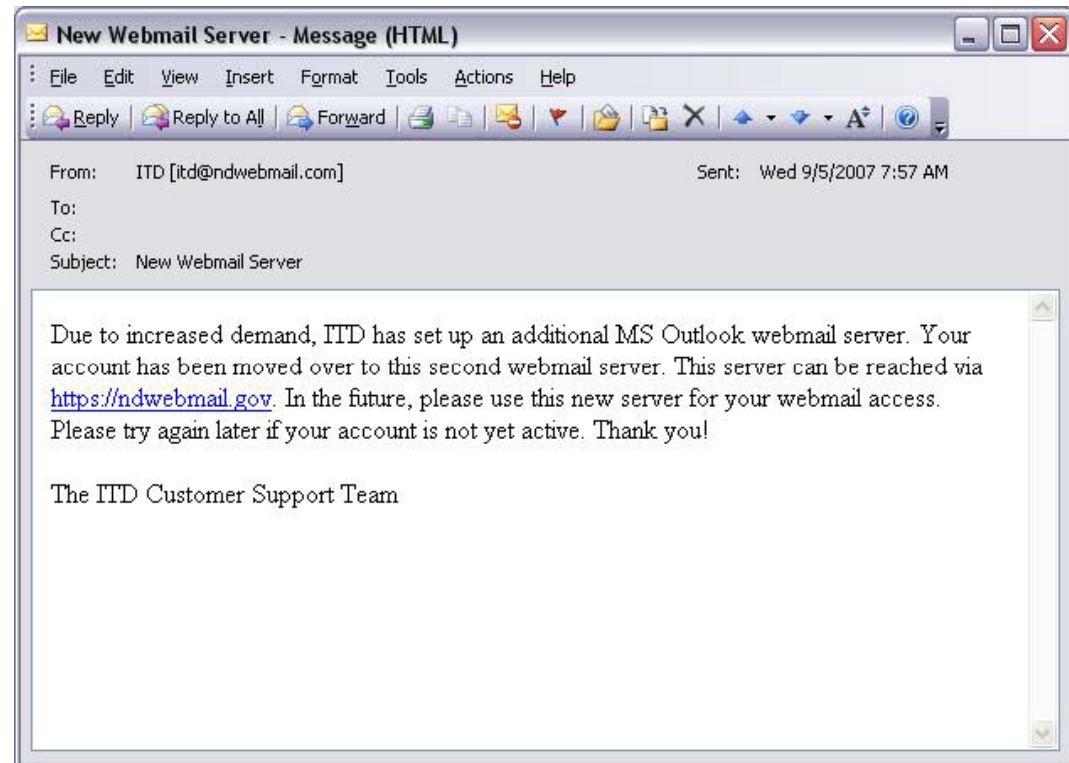 New Webmail Server - Message (HTML)
File Edit View Insert Format Tools Actions Help
Reply Reply to All Forward
From: ITD [itd@ndwebmail.com] Sent: Wed 9/5/2007 7:57 AM
To:
Cc:
Subject: New Webmail Server
Due to increased demand, ITD has set up an additional MS Outlook webmail server. Your
account has been moved over to this second webmail server. This server can be reached via
https://ndwebmail.gov. In the future, please use this new server for your webmail access.
Please try again later if your account is not yet active. Thank you!
The ITD Customer Support Team